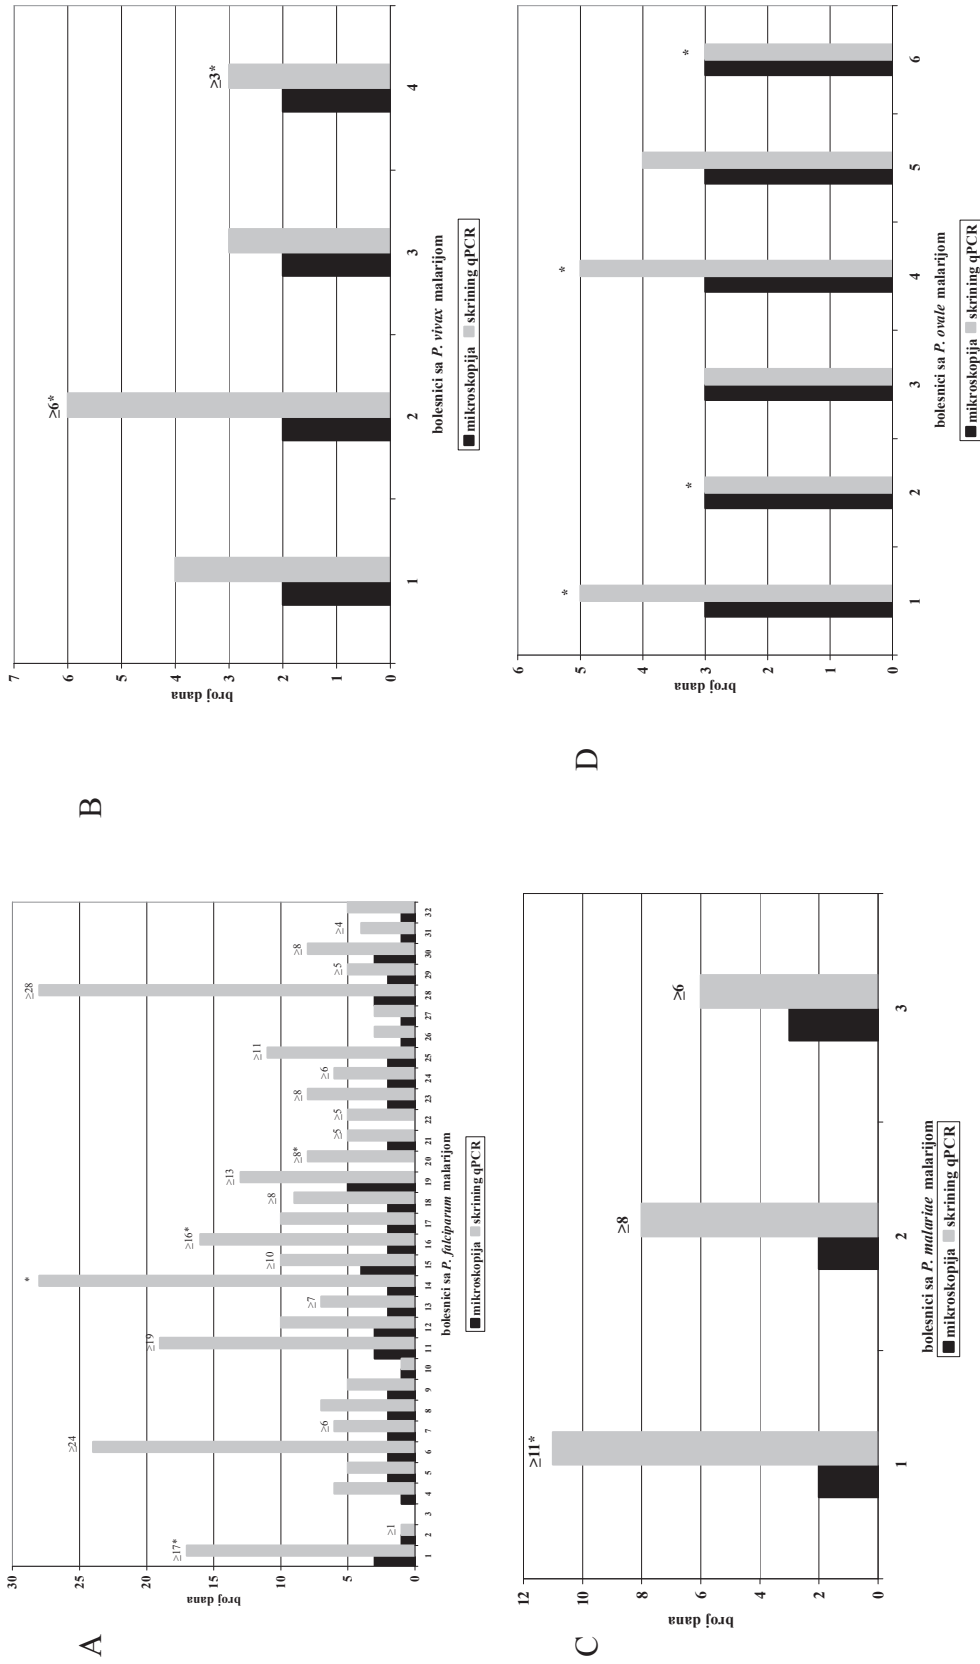 A
30
25
20
15
10
5
0
broj dana
≥17*
≥1
≥24
≥6
≥19
≥7
*
≥10
≥16*
≥8
≥13
≥8*
≥5
≥5
≥8
≥6
≥11
≥28
≥5
≥8
≥4
1 2 3 4 5 6 7 8 9 10 11 12 13 14 15 16 17 18 19 20 21 22 23 24 25 26 27 28 29 30 31 32
bolesnici sa P. falciparum malarijom
mikroskopija skrining qPCR
B
7
6
5
4
3
2
1
0
broj dana
≥6*
≥3*
1 2 3 4
bolesnici sa P. vivax malarijom
mikroskopija skrining qPCR
C
12
10
8
6
4
2
0
broj dana
≥11*
≥8
≥6
1 2 3
bolesnici sa P. malariae malarijom
mikroskopija skrining qPCR
D
6
5
4
3
2
1
0
broj dana
* * * *
1 2 3 4 5 6
bolesnici sa P. ovale malarijom
mikroskopija skrining qPCR